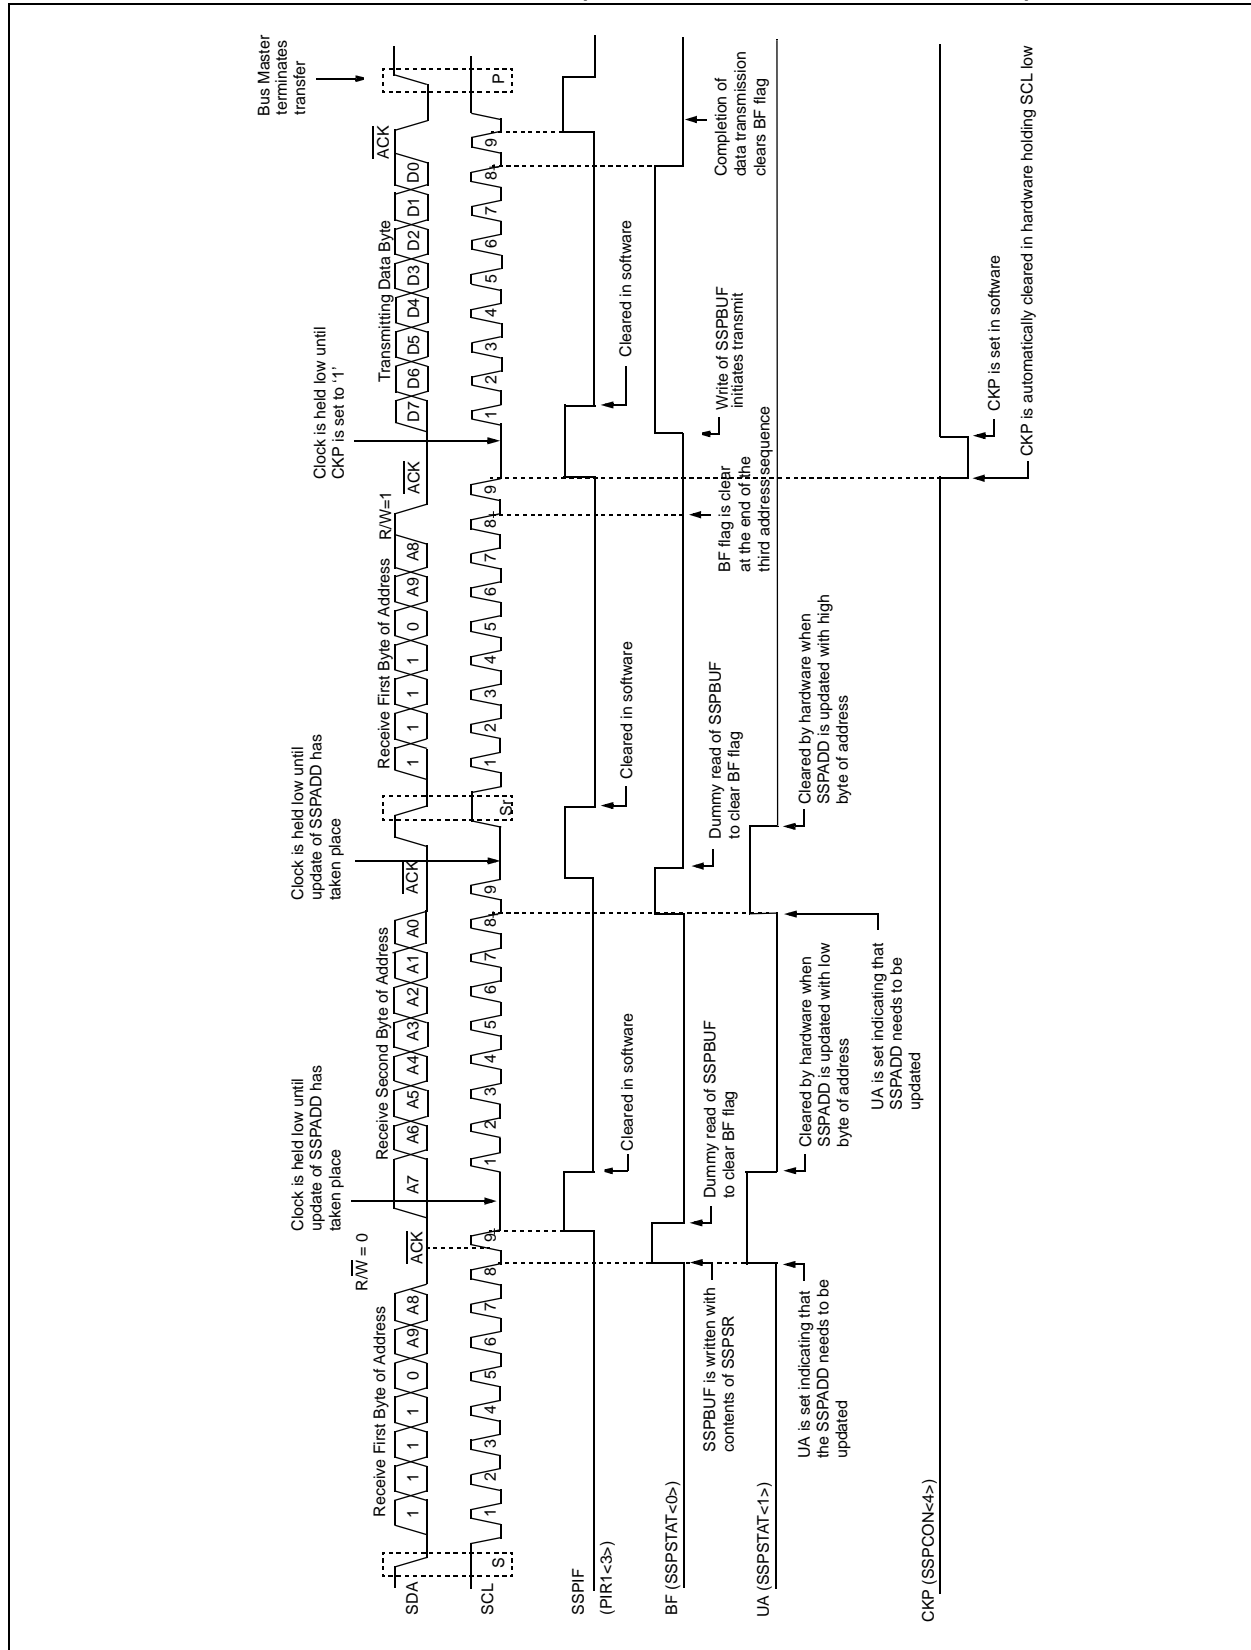 Bus Master
terminates
transfer
Clock is held low until
CKP is set to '1'
Clock is held low until
update of SSPADD has
taken place
Clock is held low until
update of SSPADD has
taken place
R/W = 0
Receive First Byte of Address
ACK
Receive Second Byte of Address
ACK
Receive First Byte of Address
R/W=1
ACK
Transmitting Data Byte
ACK
SDA
1 1 1 1 0 A9 A8
A7 A6 A5 A4 A3 A2 A1 A0
1 1 1 1 0 A9 A8
D7 D6 D5 D4 D3 D2 D1 D0
SCL
S
1 2 3 4 5 6 7 8 9
1 2 3 4 5 6 7 8 9
Sr
1 2 3 4 5 6 7 8 9
1 2 3 4 5 6 7 8 9
P
SSPIF
(PIR1<3>)
Cleared in software
Cleared in software
Cleared in software
BF (SSPSTAT<0>)
SSPBUF is written with
contents of SSPSR
Dummy read of SSPBUF
to clear BF flag
Dummy read of SSPBUF
to clear BF flag
BF flag is clear
at the end of the
third address sequence
Write of SSPBUF
initiates transmit
Completion of
data transmission
clears BF flag
UA (SSPSTAT<1>)
UA is set indicating that
the SSPADD needs to be
updated
Cleared by hardware when
SSPADD is updated with low
byte of address
UA is set indicating that
SSPADD needs to be
updated
Cleared by hardware when
SSPADD is updated with high
byte of address
CKP (SSPCON<4>)
CKP is set in software
CKP is automatically cleared in hardware holding SCL low